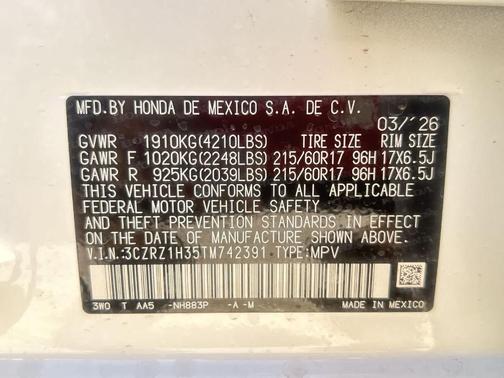 MFD.BY HONDA DE MEXICO S.A. DE C.V.
03/'26
GVWR 1910KG(4210LBS) TIRE SIZE RIM SIZE
GAWR F 1020KG(2248LBS) 215/60R17 96H 17X6.5J
GAWR R 925KG(2039LBS) 215/60R17 96H 17X6.5J
THIS VEHICLE CONFORMS TO ALL APPLICABLE
FEDERAL MOTOR VEHICLE SAFETY
AND THEFT PREVENTION STANDARDS IN EFFECT
ON THE DATE OF MANUFACTURE SHOWN ABOVE.
V.I.N.:3CZRZ1H35TM742391 TYPE:MPV
3W0 T AA5 -NH883P -A-M MADE IN MEXICO